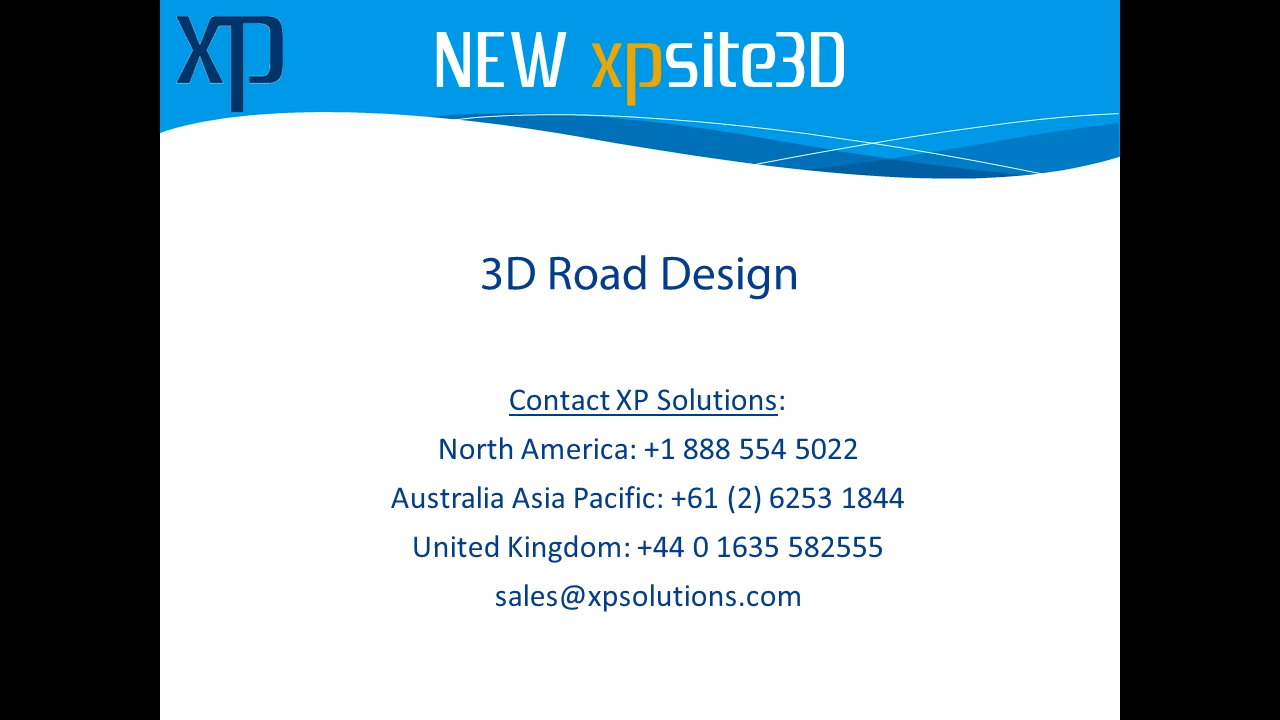 xp
NEW xpsite3D
3D Road Design
Contact XP Solutions:
North America: +1 888 554 5022
Australia Asia Pacific: +61 (2) 6253 1844
United Kingdom: +44 0 1635 582555
sales@xpsolutions.com